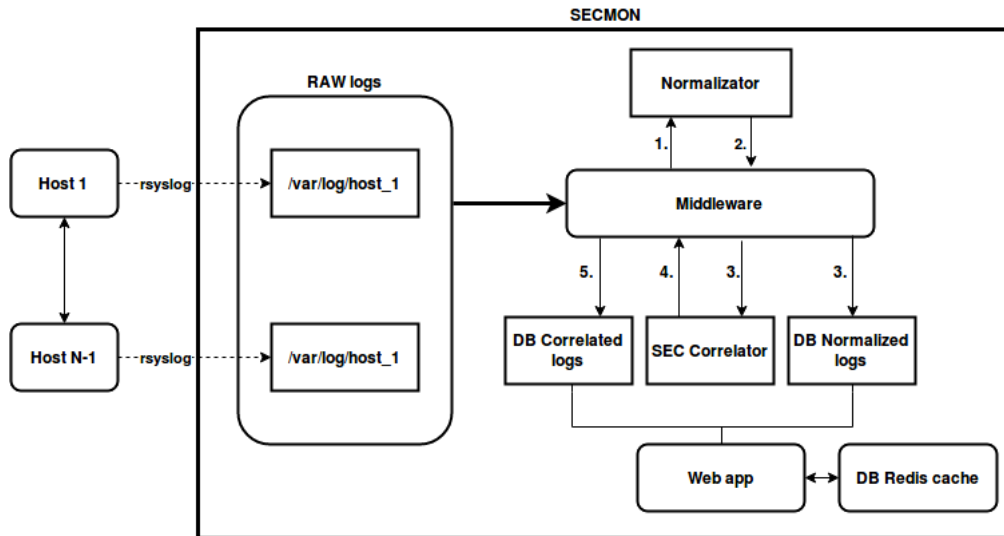 SECMON
RAW logs
Normalizator
1.
2.
Host 1
rsyslog
/var/log/host_1
Middleware
5.
4.
3.
3.
Host N-1
rsyslog
/var/log/host_1
DB Correlated
logs
SEC Correlator
DB Normalized
logs
Web app
DB Redis cache